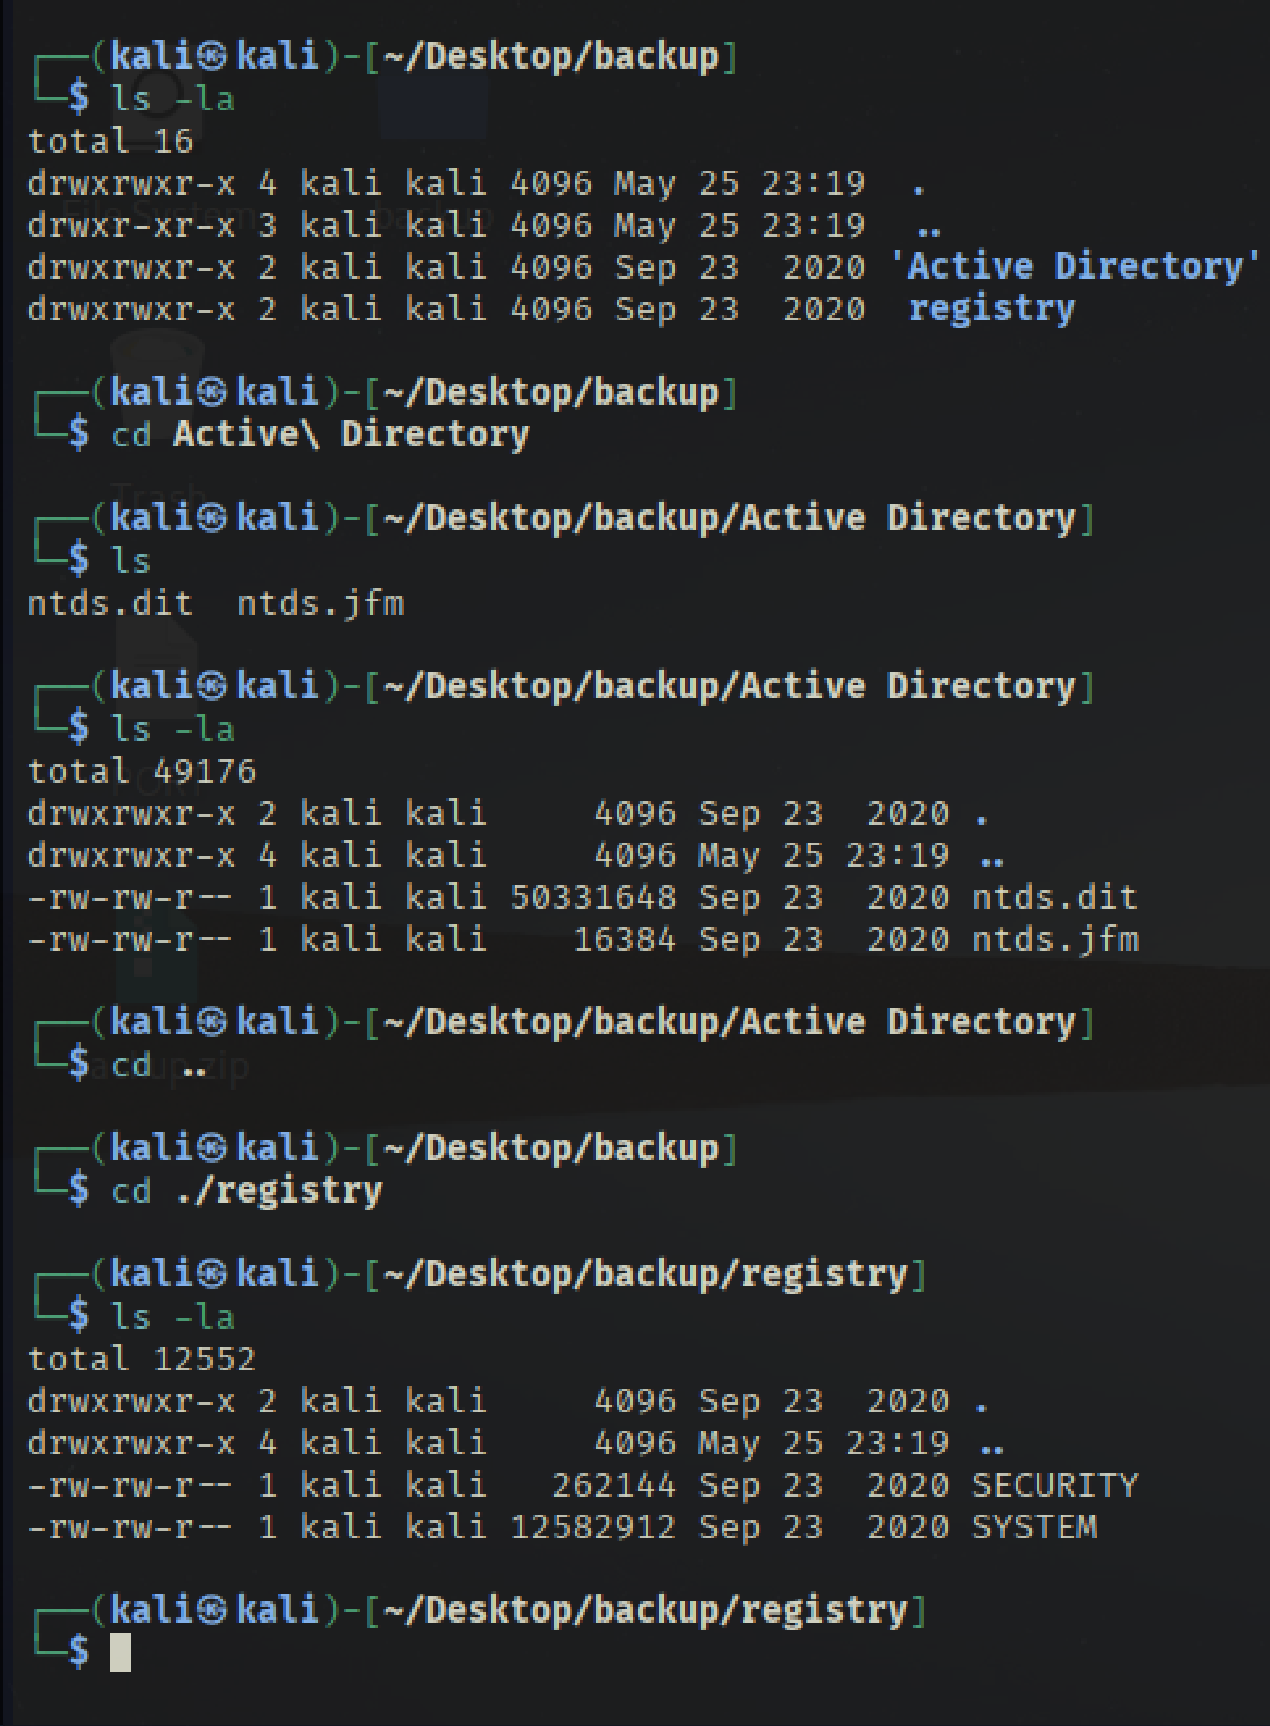 ┌──(kali㉿kali)-[~/Desktop/backup]
└─$ ls -la
total 16
drwxrwxr-x 4 kali kali 4096 May 25 23:19  .
drwxr-xr-x 3 kali kali 4096 May 25 23:19  ..
drwxrwxr-x 2 kali kali 4096 Sep 23  2020 'Active Directory'
drwxrwxr-x 2 kali kali 4096 Sep 23  2020  registry
┌──(kali㉿kali)-[~/Desktop/backup]
└─$ cd Active\ Directory
┌──(kali㉿kali)-[~/Desktop/backup/Active Directory]
└─$ ls
ntds.dit  ntds.jfm
┌──(kali㉿kali)-[~/Desktop/backup/Active Directory]
└─$ ls -la
total 49176
drwxrwxr-x 2 kali kali     4096 Sep 23  2020 .
drwxrwxr-x 4 kali kali     4096 May 25 23:19 ..
-rw-rw-r-- 1 kali kali 50331648 Sep 23  2020 ntds.dit
-rw-rw-r-- 1 kali kali    16384 Sep 23  2020 ntds.jfm
┌──(kali㉿kali)-[~/Desktop/backup/Active Directory]
└─$ cd ..
┌──(kali㉿kali)-[~/Desktop/backup]
└─$ cd ./registry
┌──(kali㉿kali)-[~/Desktop/backup/registry]
└─$ ls -la
total 12552
drwxrwxr-x 2 kali kali     4096 Sep 23  2020 .
drwxrwxr-x 4 kali kali     4096 May 25 23:19 ..
-rw-rw-r-- 1 kali kali   262144 Sep 23  2020 SECURITY
-rw-rw-r-- 1 kali kali 12582912 Sep 23  2020 SYSTEM
┌──(kali㉿kali)-[~/Desktop/backup/registry]
└─$
File System
backup
Trash